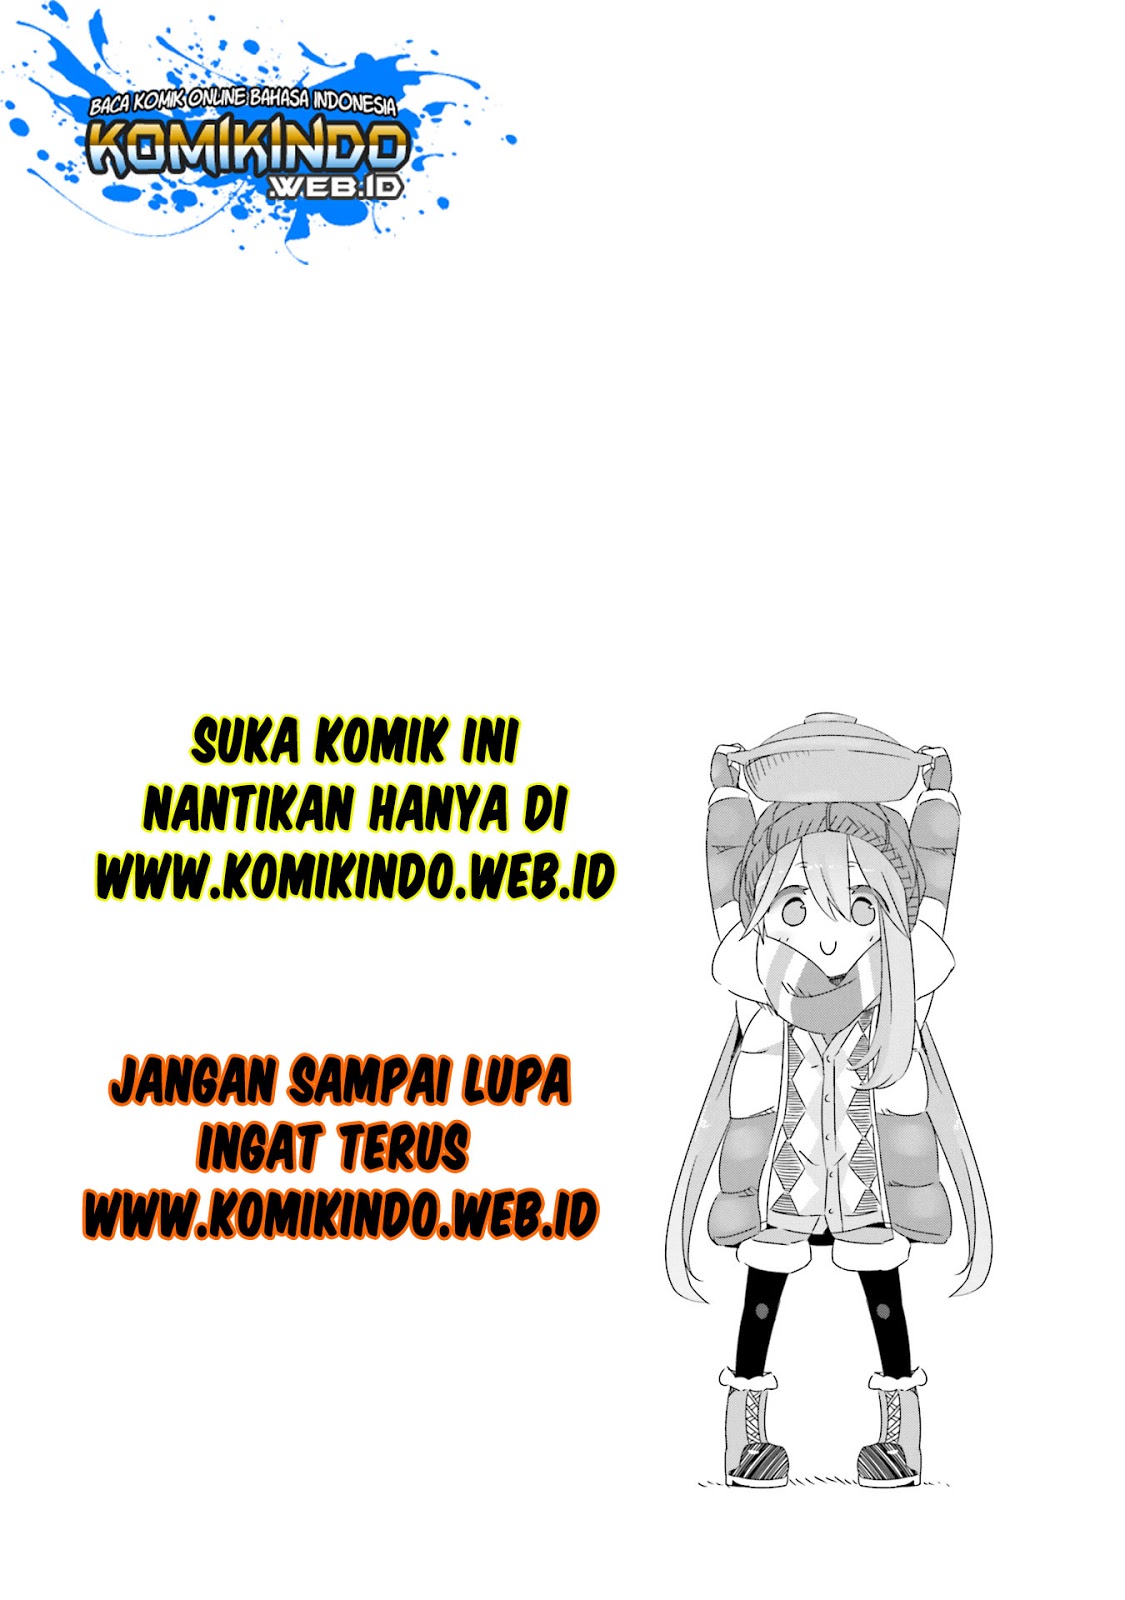 BACA KOMIK ONLINE BAHASA INDONESIA
KOMIKINDO
.WEB.ID
SUKA KOMIK INI
NANTIKAN HANYA DI
WWW.KOMIKINDO.WEB.ID
JANGAN SAMPAI LUPA
INGAT TERUS
WWW.KOMIKINDO.WEB.ID